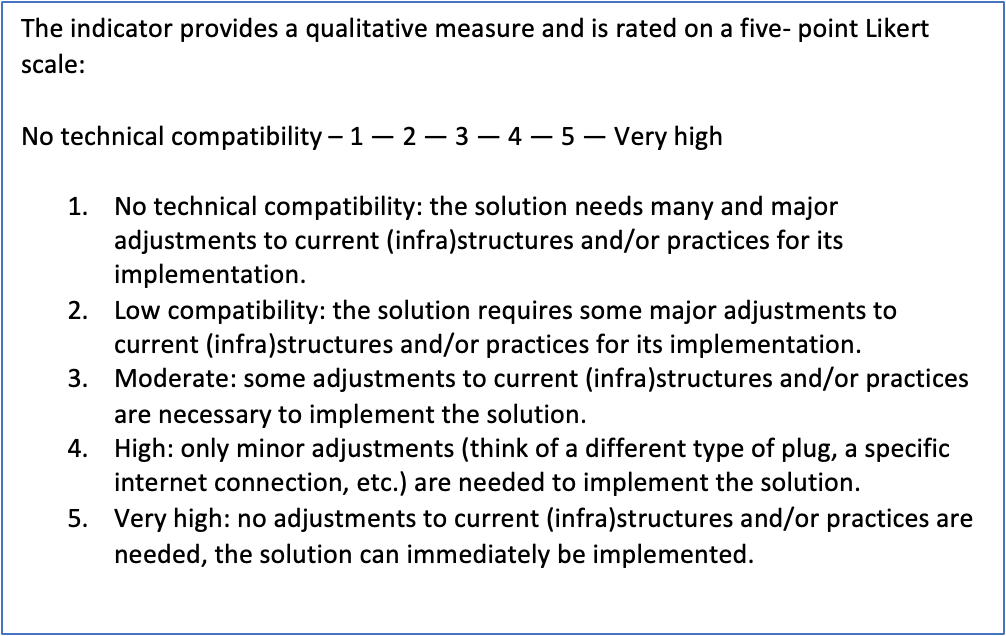 The indicator provides a qualitative measure and is rated on a five- point Likert
scale:
No technical compatibility – 1 — 2 — 3 — 4 — 5 — Very high
1. No technical compatibility: the solution needs many and major
adjustments to current (infra)structures and/or practices for its
implementation.
2. Low compatibility: the solution requires some major adjustments to
current (infra)structures and/or practices for its implementation.
3. Moderate: some adjustments to current (infra)structures and/or practices
are necessary to implement the solution.
4. High: only minor adjustments (think of a different type of plug, a specific
internet connection, etc.) are needed to implement the solution.
5. Very high: no adjustments to current (infra)structures and/or practices are
needed, the solution can immediately be implemented.